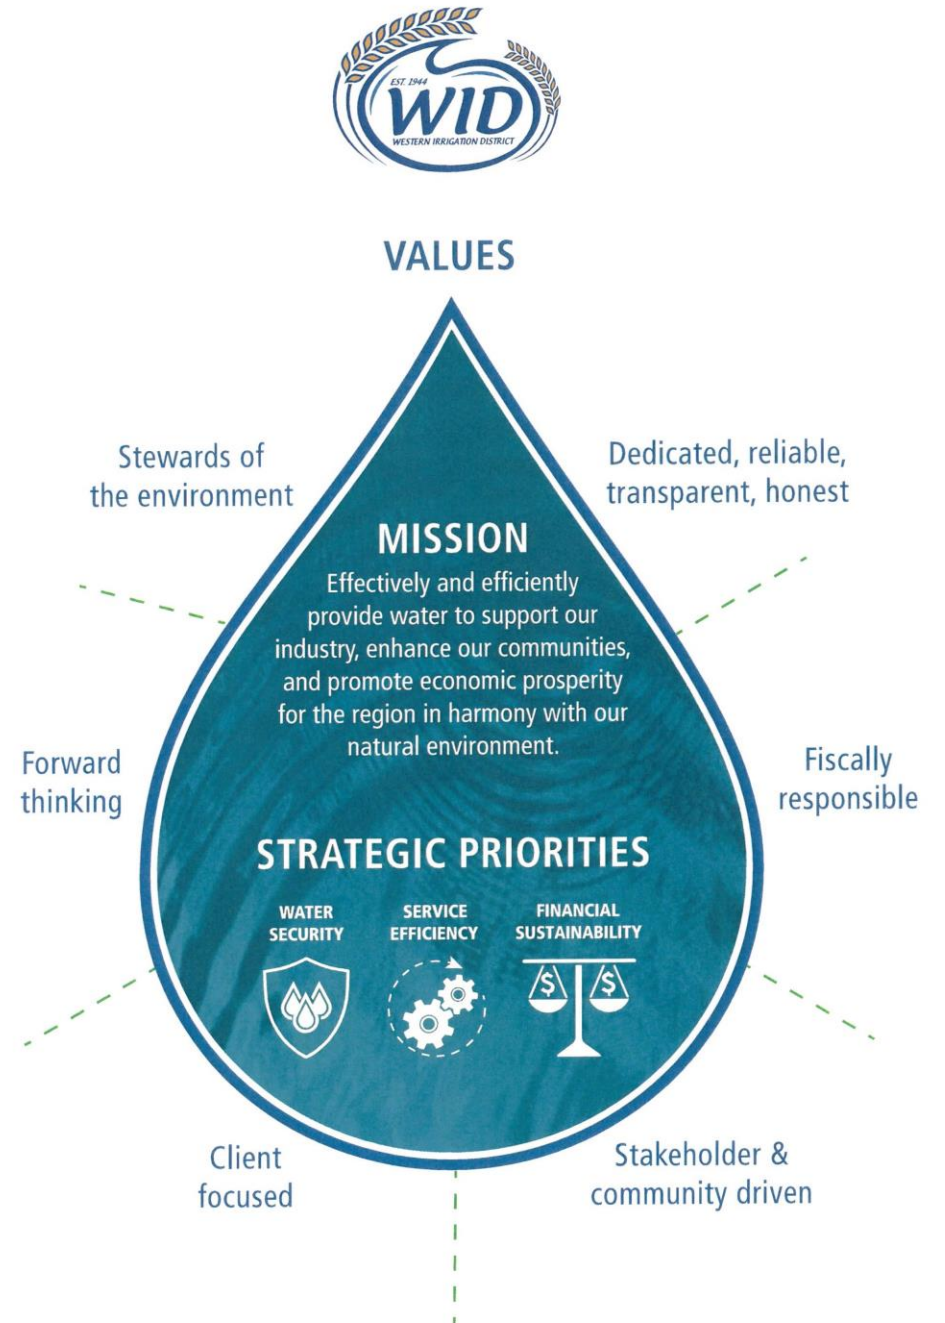 EST. 1944
WID
WESTERN IRRIGATION DISTRICT
VALUES
Stewards of
the environment
Dedicated, reliable,
transparent, honest
MISSION
Effectively and efficiently
provide water to support our
industry, enhance our communities,
and promote economic prosperity
for the region in harmony with our
natural environment.
Forward
thinking
Fiscally
responsible
STRATEGIC PRIORITIES
WATER
SECURITY
SERVICE
EFFICIENCY
FINANCIAL
SUSTAINABILITY
$ $
Client
focused
Stakeholder &
community driven